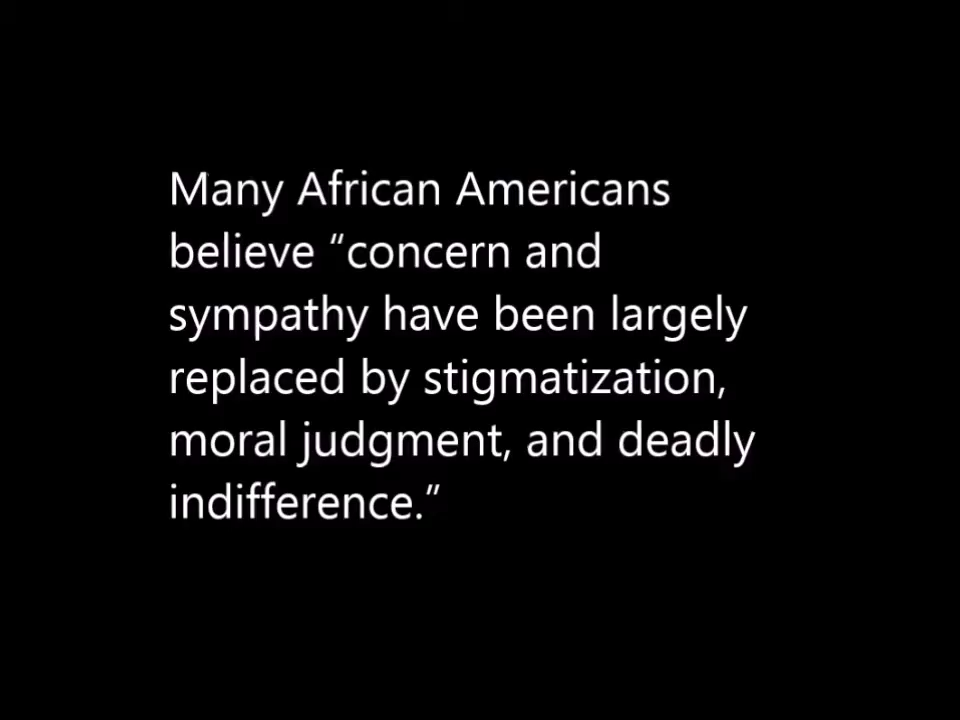 Many African Americans
believe “concern and
sympathy have been largely
replaced by stigmatization,
moral judgment, and deadly
indifference.”